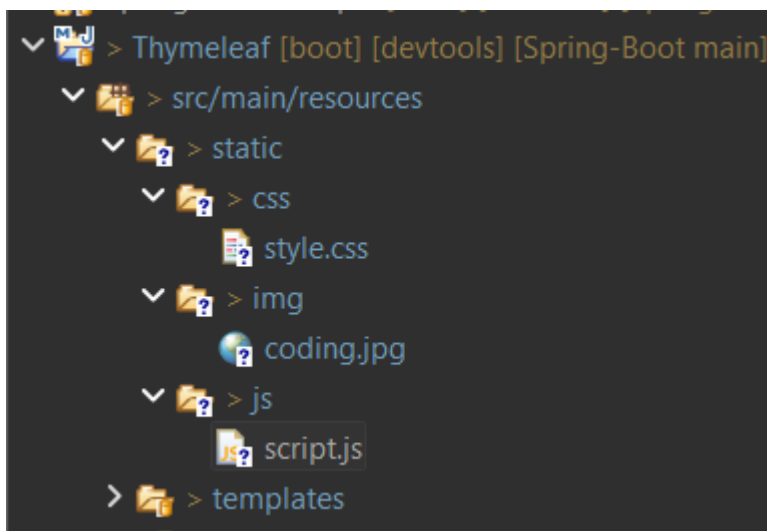 > Thymeleaf [boot] [devtools] [Spring-Boot main]
> src/main/resources
> static
> css
style.css
> img
coding.jpg
> js
script.js
> templates